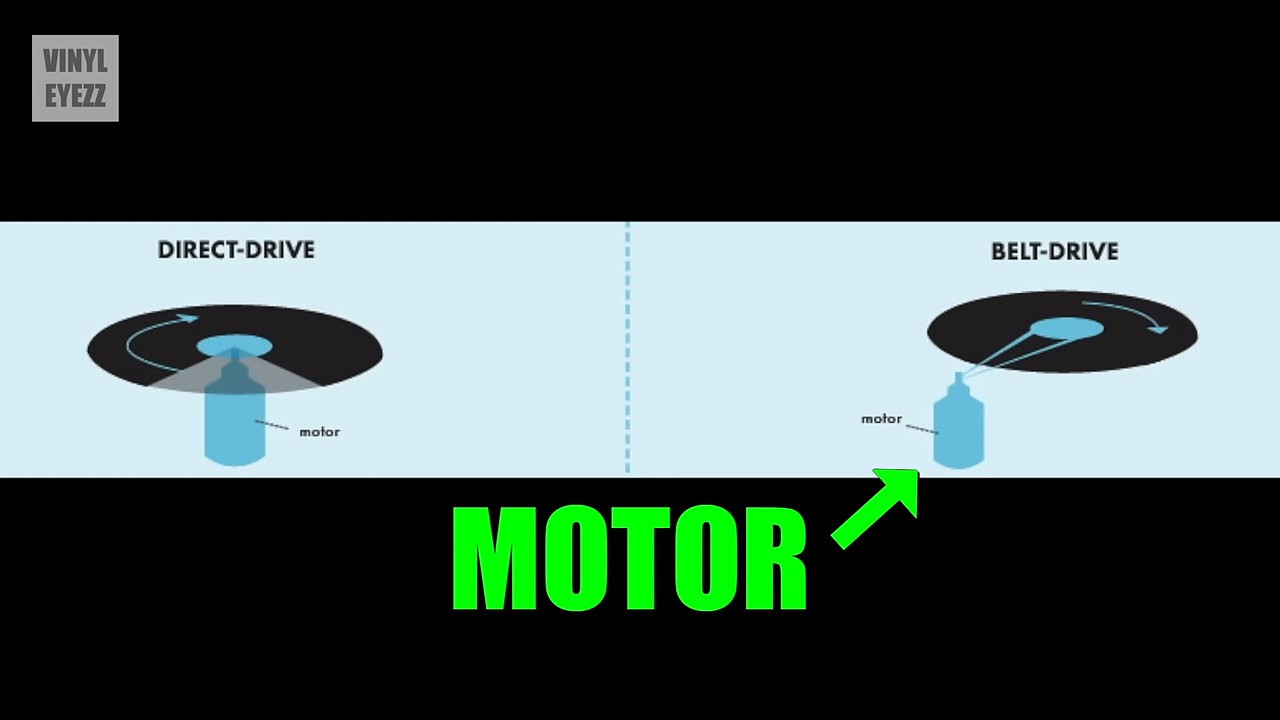 VINYL
EYEZZ
DIRECT-DRIVE
BELT-DRIVE
motor
motor
MOTOR